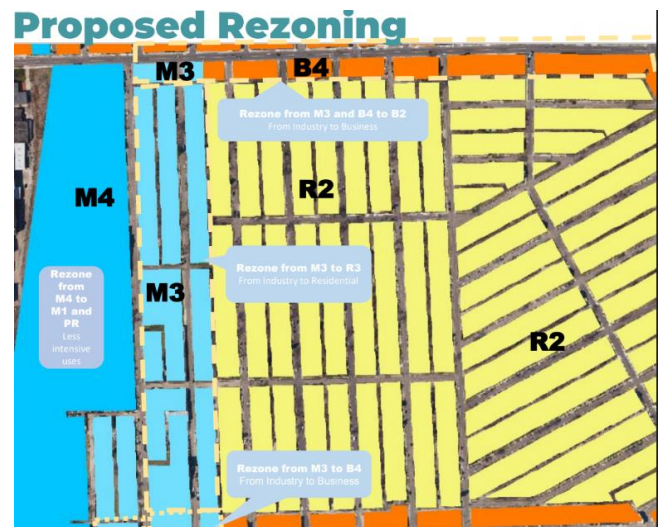 Proposed Rezoning
M3
B4
Rezone from M3 and B4 to B2
From Industry to Business
M4
R2
Rezone from M3 to R3
From Industry to Residential
M3
Rezone
from
M4 to
M1 and
PR
Less
intensive
uses
R2
Rezone from M3 to B4
From Industry to Business